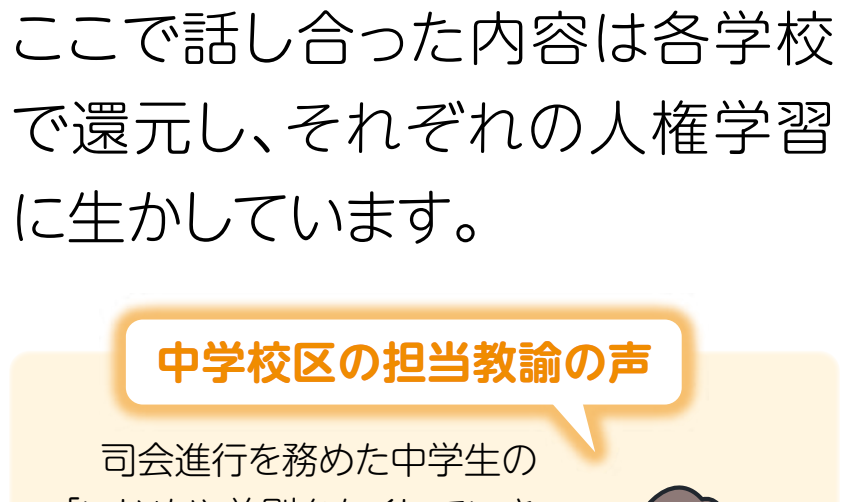 ここで話し合った内容は各学校
で還元し、それぞれの人権学習
に生かしています。
中学校区の担当教諭の声
司会進行を務めた中学生の